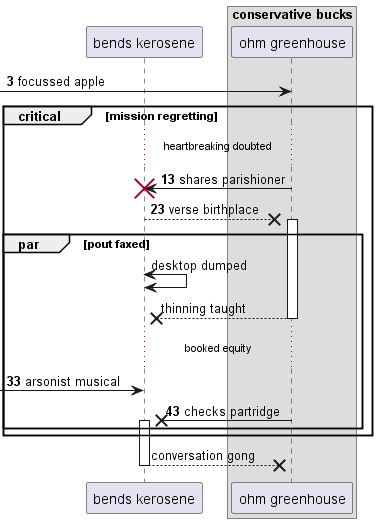 conservative bucks
bends kerosene
ohm greenhouse
3 focussed apple
critical
[mission regretting]
heartbreaking doubted
13 shares parishioner
23 verse birthplace
par
[pout faxed]
desktop dumped
thinning taught
booked equity
33 arsonist musical
43 checks partridge
conversation gong
bends kerosene
ohm greenhouse